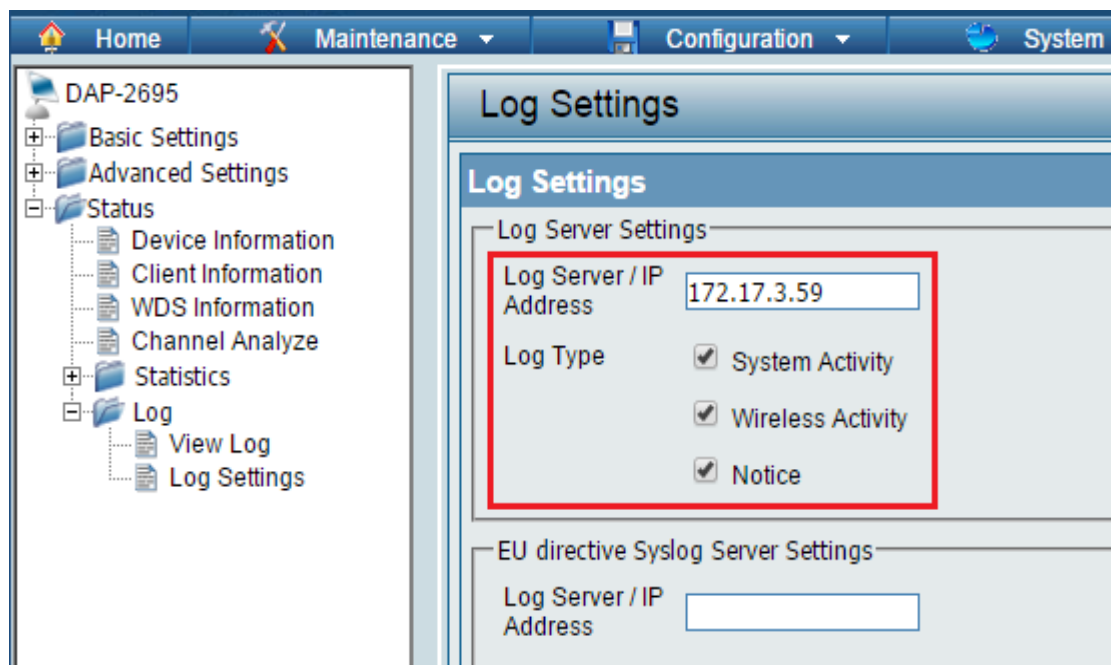 Home Maintenance Configuration System
DAP-2695
Basic Settings
Advanced Settings
Status
Device Information
Client Information
WDS Information
Channel Analyze
Statistics
Log
View Log
Log Settings
Log Settings
Log Settings
Log Server Settings
Log Server / IP
Address
172.17.3.59
Log Type
System Activity
Wireless Activity
Notice
EU directive Syslog Server Settings
Log Server / IP
Address